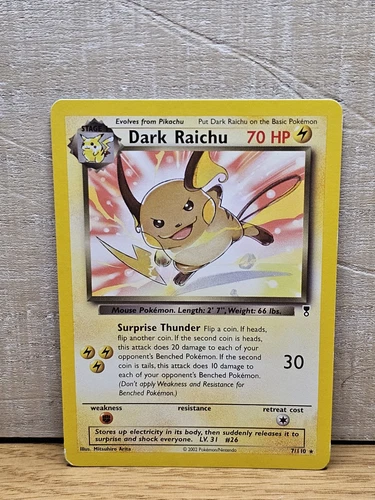 Evolves from Pikachu Put Dark Raichu on the Basic Pokémon
STAGE 1
Dark Raichu 70 HP
Mouse Pokémon. Length: 2' 7", Weight: 66 lbs.
Surprise Thunder Flip a coin. If heads,
flip another coin. If the second coin is heads,
this attack does 20 damage to each of your
opponent's Benched Pokémon. If the second
coin is tails, this attack does 10 damage to
each of your opponent's Benched Pokémon.
(Don't apply Weakness and Resistance for
Benched Pokémon.)
30
weakness resistance retreat cost
Stores up electricity in its body, then suddenly releases it to
surprise and shock everyone. LV. 31 #26
Illus. Mitsuhiro Arita © 2002 Pokémon/Nintendo 7/110 ★